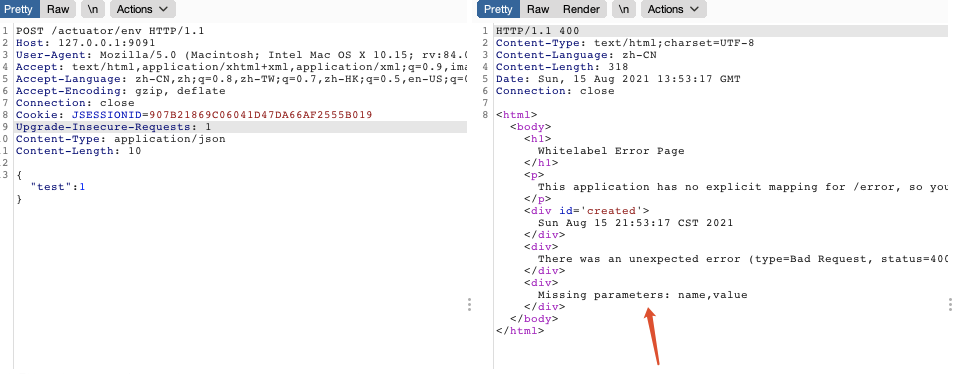 Pretty Raw \n Actions
1 POST /actuator/env HTTP/1.1
2 Host: 127.0.0.1:9091
3 User-Agent: Mozilla/5.0 (Macintosh; Intel Mac OS X 10.15; rv:84.
4 Accept: text/html,application/xhtml+xml,application/xml;q=0.9,ima
5 Accept-Language: zh-CN,zh;q=0.8,zh-TW;q=0.7,zh-HK;q=0.5,en-US;q=
6 Accept-Encoding: gzip, deflate
7 Connection: close
8 Cookie: JSESSIONID=907B21869C06041D47DA66AF2555B019
9 Upgrade-Insecure-Requests: 1
0 Content-Type: application/json
1 Content-Length: 10
2
3 {
"test":1
}
Pretty Raw Render \n Actions
1 HTTP/1.1 400
2 Content-Type: text/html;charset=UTF-8
3 Content-Language: zh-CN
4 Content-Length: 318
5 Date: Sun, 15 Aug 2021 13:53:17 GMT
6 Connection: close
7
8 <html>
<body>
<h1>
Whitelabel Error Page
</h1>
<p>
This application has no explicit mapping for /error, so you
</p>
<div id='created'>
Sun Aug 15 21:53:17 CST 2021
</div>
<div>
There was an unexpected error (type=Bad Request, status=400
</div>
<div>
Missing parameters: name,value
</div>
</body>
</html>